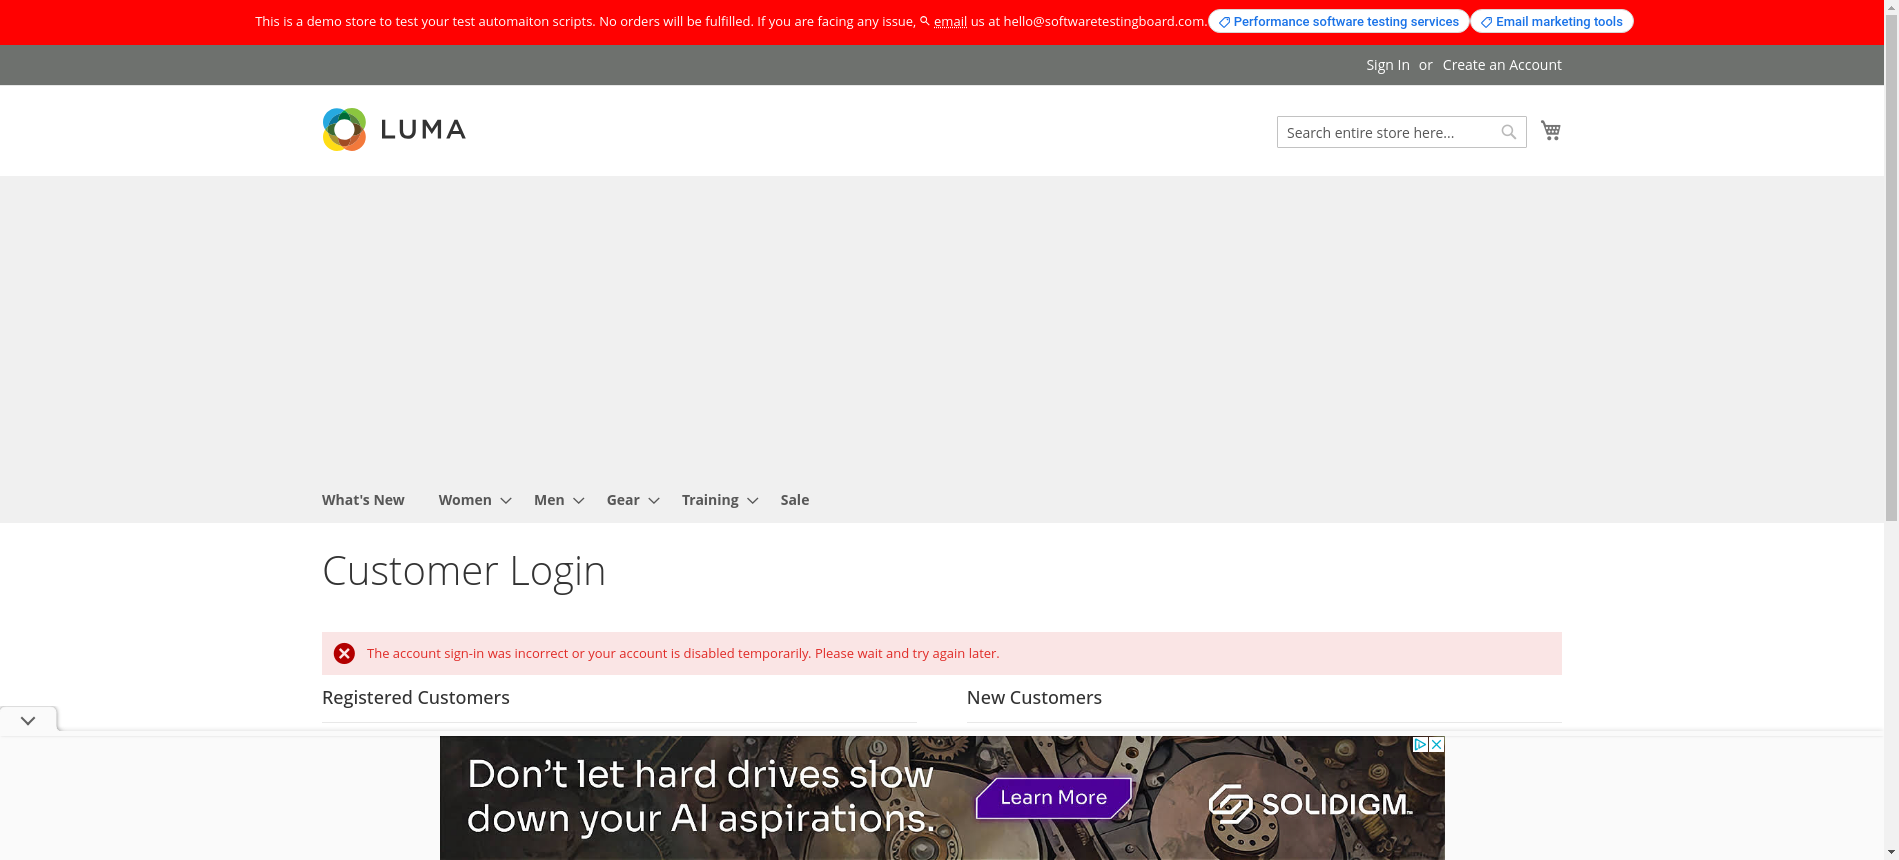 This is a demo store to test your test automaiton scripts. No orders will be fulfilled. If you are facing any issue, email us at hello@softwaretestingboard.com. Performance software testing services Email marketing tools
Sign In or Create an Account
LUMA
Search entire store here...
What's New Women Men Gear Training Sale
Customer Login
The account sign-in was incorrect or your account is disabled temporarily. Please wait and try again later.
Registered Customers
New Customers
Don't let hard drives slow
down your AI aspirations.
Learn More
SOLIDIGM